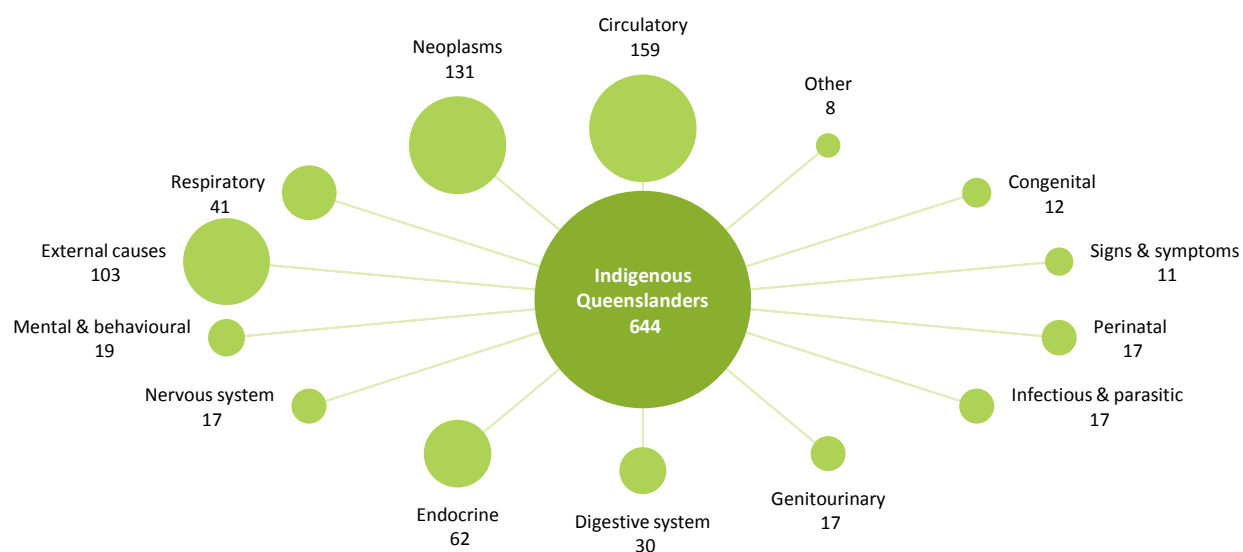 Circulatory
159
Neoplasms
131
Other
8
Respiratory
41
Congenital
12
External causes
103
Signs & symptoms
11
Indigenous
Queenslanders
644
Mental & behavioural
19
Perinatal
17
Nervous system
17
Infectious & parasitic
17
Endocrine
62
Digestive system
30
Genitourinary
17